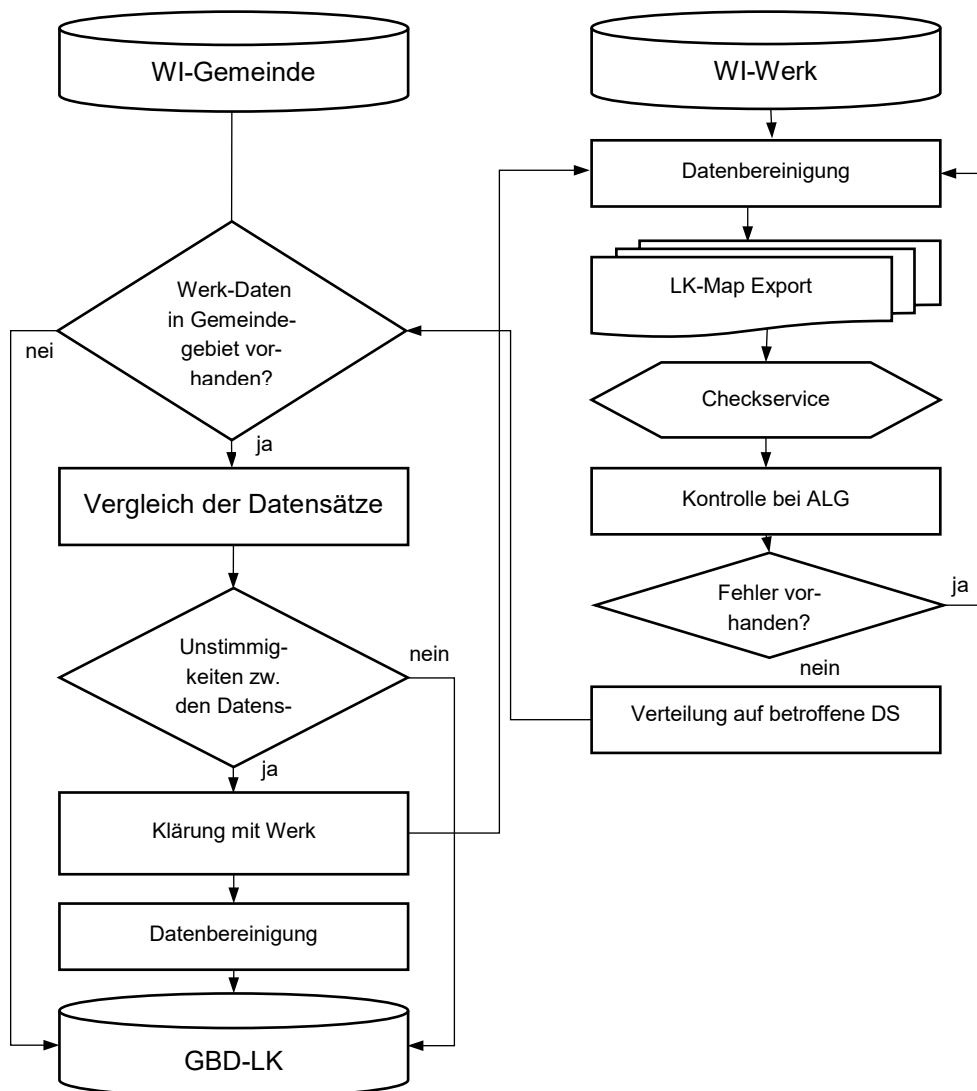 WI-Gemeinde
WI-Werk
Datenbereinigung
LK-Map Export
Werk-Daten
in Gemeinde-
gebiet vor-
handen?
nei
ja
Checkservice
Vergleich der Datensätze
Kontrolle bei ALG
Fehler vor-
handen?
ja
nein
Unstimmig-
keiten zw.
den Datens-
nein
ja
Verteilung auf betroffene DS
Klärung mit Werk
Datenbereinigung
GBD-LK